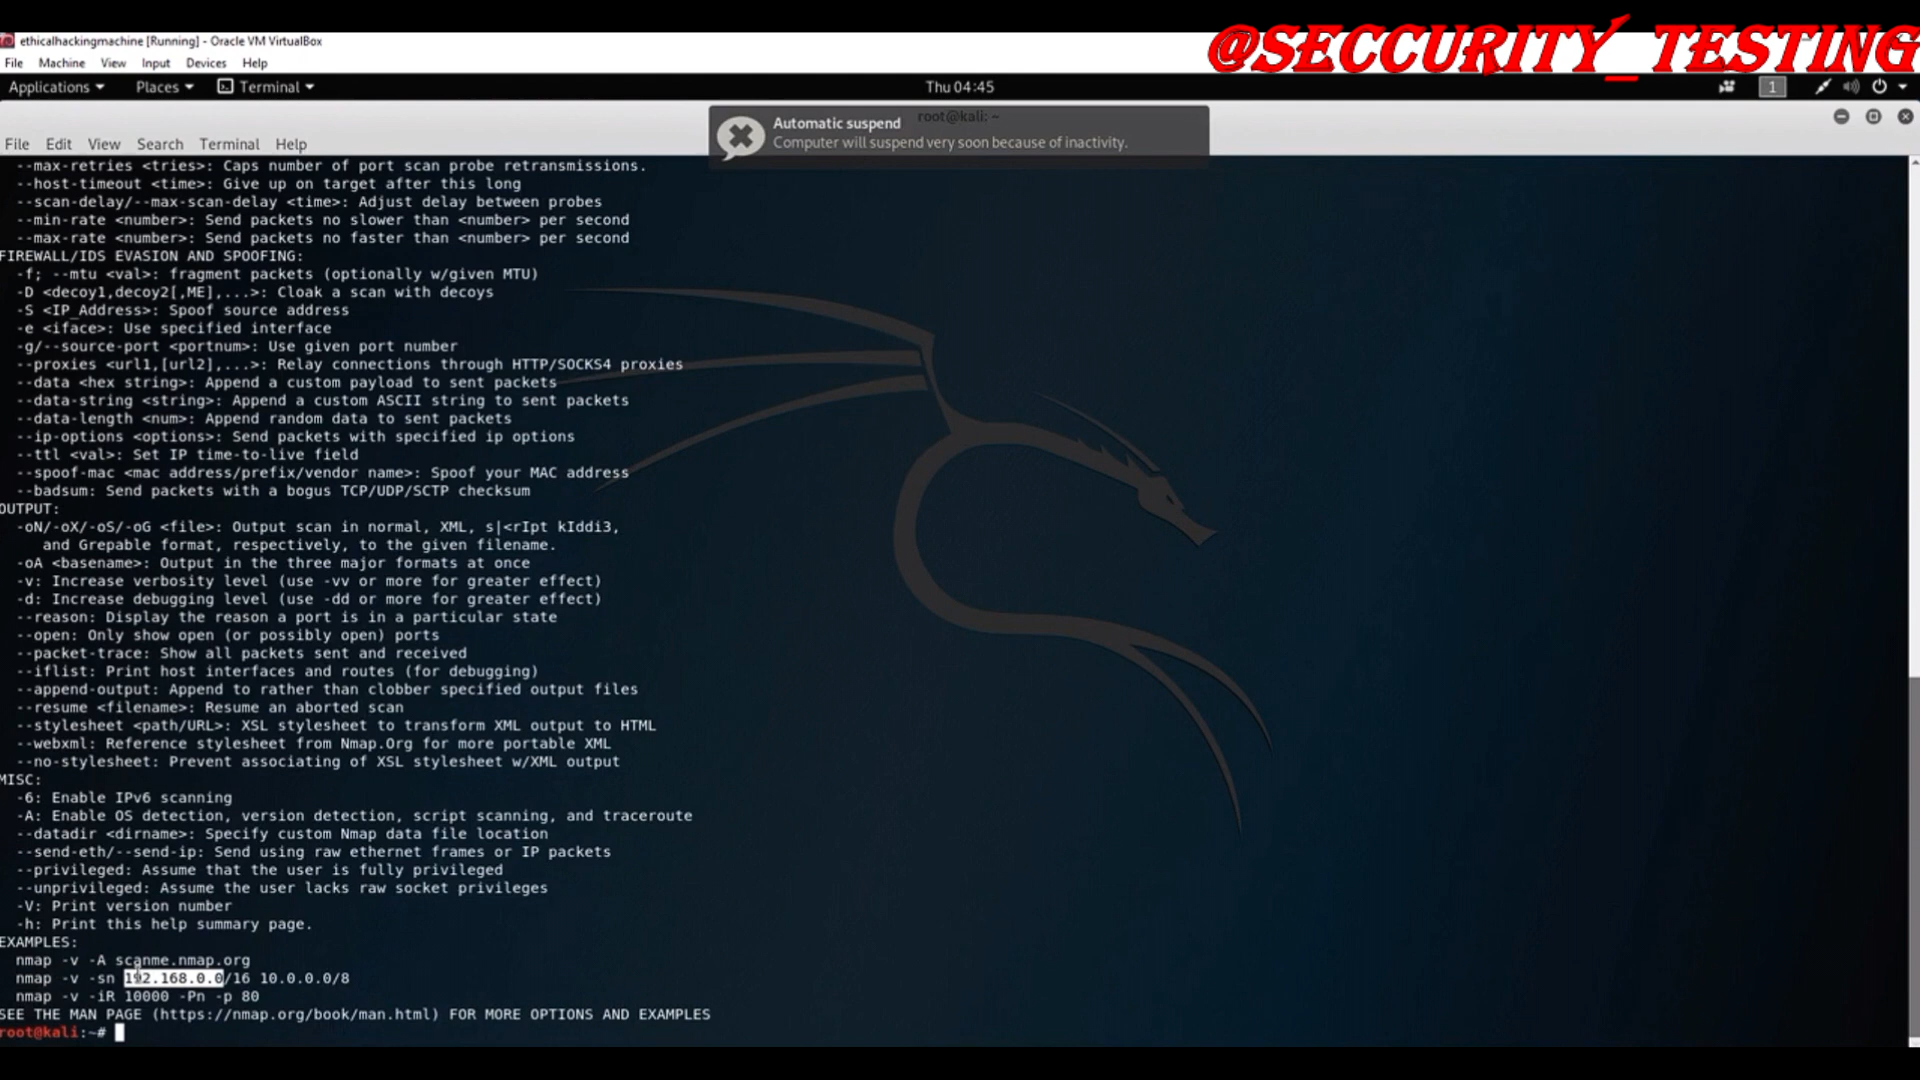 ethicalhackingmachine [Running] - Oracle VM VirtualBox
@SECCURITY_TESTING
File Machine View Input Devices Help
Applications Places Terminal Thu 04:45 1
root@kali: ~
Automatic suspend
Computer will suspend very soon because of inactivity.
File Edit View Search Terminal Help
--max-retries <tries>: Caps number of port scan probe retransmissions.
--host-timeout <time>: Give up on target after this long
--scan-delay/--max-scan-delay <time>: Adjust delay between probes
--min-rate <number>: Send packets no slower than <number> per second
--max-rate <number>: Send packets no faster than <number> per second
FIREWALL/IDS EVASION AND SPOOFING:
-f; --mtu <val>: fragment packets (optionally w/given MTU)
-D <decoy1,decoy2[,ME],...>: Cloak a scan with decoys
-S <IP_Address>: Spoof source address
-e <iface>: Use specified interface
-g/--source-port <portnum>: Use given port number
--proxies <url1,[url2],...>: Relay connections through HTTP/SOCKS4 proxies
--data <hex string>: Append a custom payload to sent packets
--data-string <string>: Append a custom ASCII string to sent packets
--data-length <num>: Append random data to sent packets
--ip-options <options>: Send packets with specified ip options
--ttl <val>: Set IP time-to-live field
--spoof-mac <mac address/prefix/vendor name>: Spoof your MAC address
--badsum: Send packets with a bogus TCP/UDP/SCTP checksum
OUTPUT:
-oN/-oX/-oS/-oG <file>: Output scan in normal, XML, s|<rIpt kIddi3,
and Grepable format, respectively, to the given filename.
-oA <basename>: Output in the three major formats at once
-v: Increase verbosity level (use -vv or more for greater effect)
-d: Increase debugging level (use -dd or more for greater effect)
--reason: Display the reason a port is in a particular state
--open: Only show open (or possibly open) ports
--packet-trace: Show all packets sent and received
--iflist: Print host interfaces and routes (for debugging)
--append-output: Append to rather than clobber specified output files
--resume <filename>: Resume an aborted scan
--stylesheet <path/URL>: XSL stylesheet to transform XML output to HTML
--webxml: Reference stylesheet from Nmap.Org for more portable XML
--no-stylesheet: Prevent associating of XSL stylesheet w/XML output
MISC:
-6: Enable IPv6 scanning
-A: Enable OS detection, version detection, script scanning, and traceroute
--datadir <dirname>: Specify custom Nmap data file location
--send-eth/--send-ip: Send using raw ethernet frames or IP packets
--privileged: Assume that the user is fully privileged
--unprivileged: Assume the user lacks raw socket privileges
-V: Print version number
-h: Print this help summary page.
EXAMPLES:
nmap -v -A scanme.nmap.org
nmap -v -sn 192.168.0.0/16 10.0.0.0/8
nmap -v -iR 10000 -Pn -p 80
SEE THE MAN PAGE (https://nmap.org/book/man.html) FOR MORE OPTIONS AND EXAMPLES
root@kali:~#